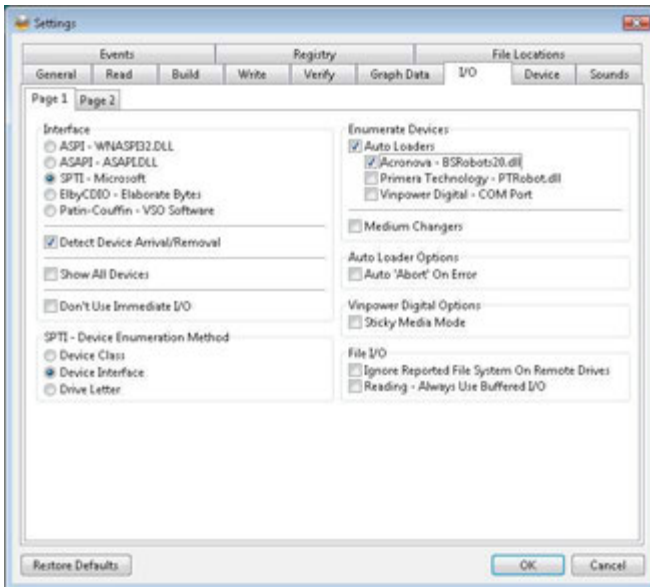 Settings
Events Registry File Locations
General Read Build Write Verify Graph Data I/O Device Sounds
Page 1 Page 2
Interface
ASPI - WNASPI32.DLL
ASAPI - ASAPI.DLL
SPTI - Microsoft
ElbyCDIO - Elaborate Bytes
Patin-Couffin - VSO Software
Detect Device Arrival/Removal
Show All Devices
Don't Use Immediate I/O
SPTI - Device Enumeration Method
Device Class
Device Interface
Drive Letter
Enumerate Devices
Auto Loaders
Acronova - BSRobots20.dll
Primera Technology - PTRobot.dll
Vinpower Digital - COM Port
Medium Changers
Auto Loader Options
Auto 'Abort' On Error
Vinpower Digital Options
Sticky Media Mode
File I/O
Ignore Reported File System On Remote Drives
Reading - Always Use Buffered I/O
Restore Defaults OK Cancel